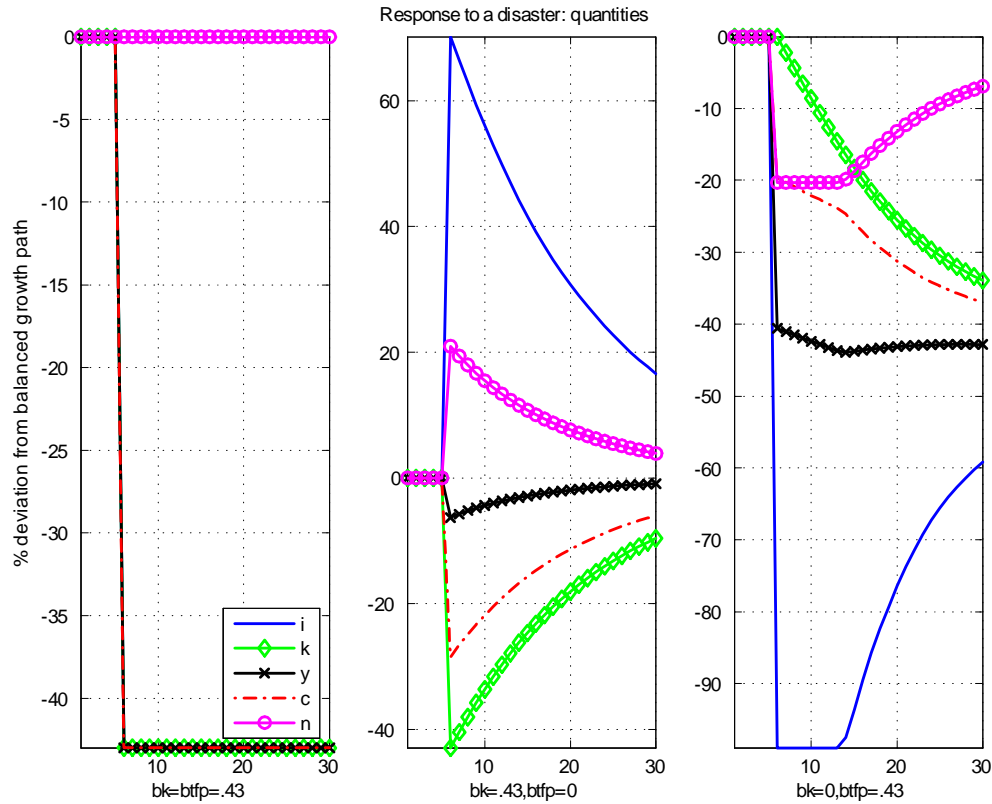 Response to a disaster: quantities
% deviation from balanced growth path
0
-5
-10
-15
-20
-25
-30
-35
-40
10 20 30
bk=btfp=.43
i
k
y
c
n
60
40
20
0
-20
-40
10 20 30
bk=.43,btfp=0
0
-10
-20
-30
-40
-50
-60
-70
-80
-90
10 20 30
bk=0,btfp=.43